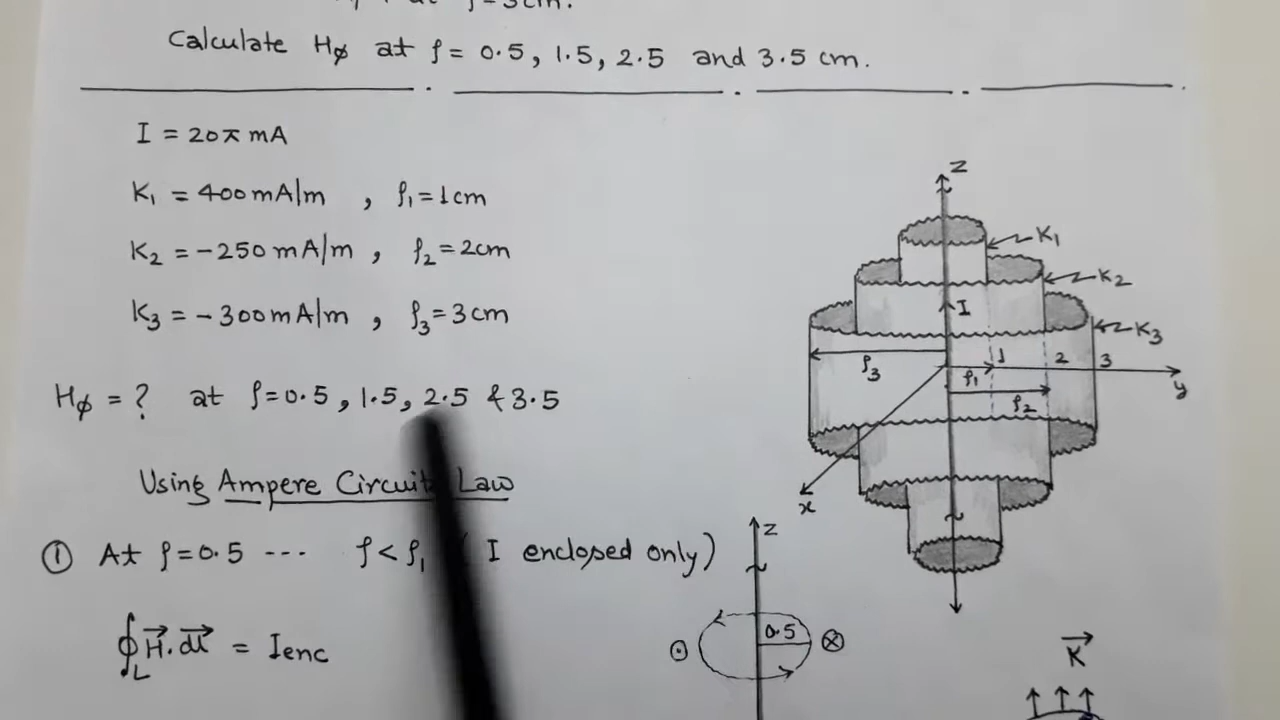 Calculate Hϕ at ρ = 0.5, 1.5, 2.5 and 3.5 cm.
I = 20π mA
K₁ = 400 mA/m , ρ₁ = 1cm
K₂ = -250 mA/m , ρ₂ = 2cm
K₃ = -300 mA/m , ρ₃ = 3cm
Hϕ = ? at ρ = 0.5, 1.5, 2.5 & 3.5
Using Ampere Law
① At ρ = 0.5 --- ρ < ρ₁ ( I enclosed only)
∮L H⃗ . dl⃗ = Ienc
z
K₁
K₂
I
K₃
ρ₃
ρ₁
1
2
3
y
ρ₂
x
z
0.5
K⃗